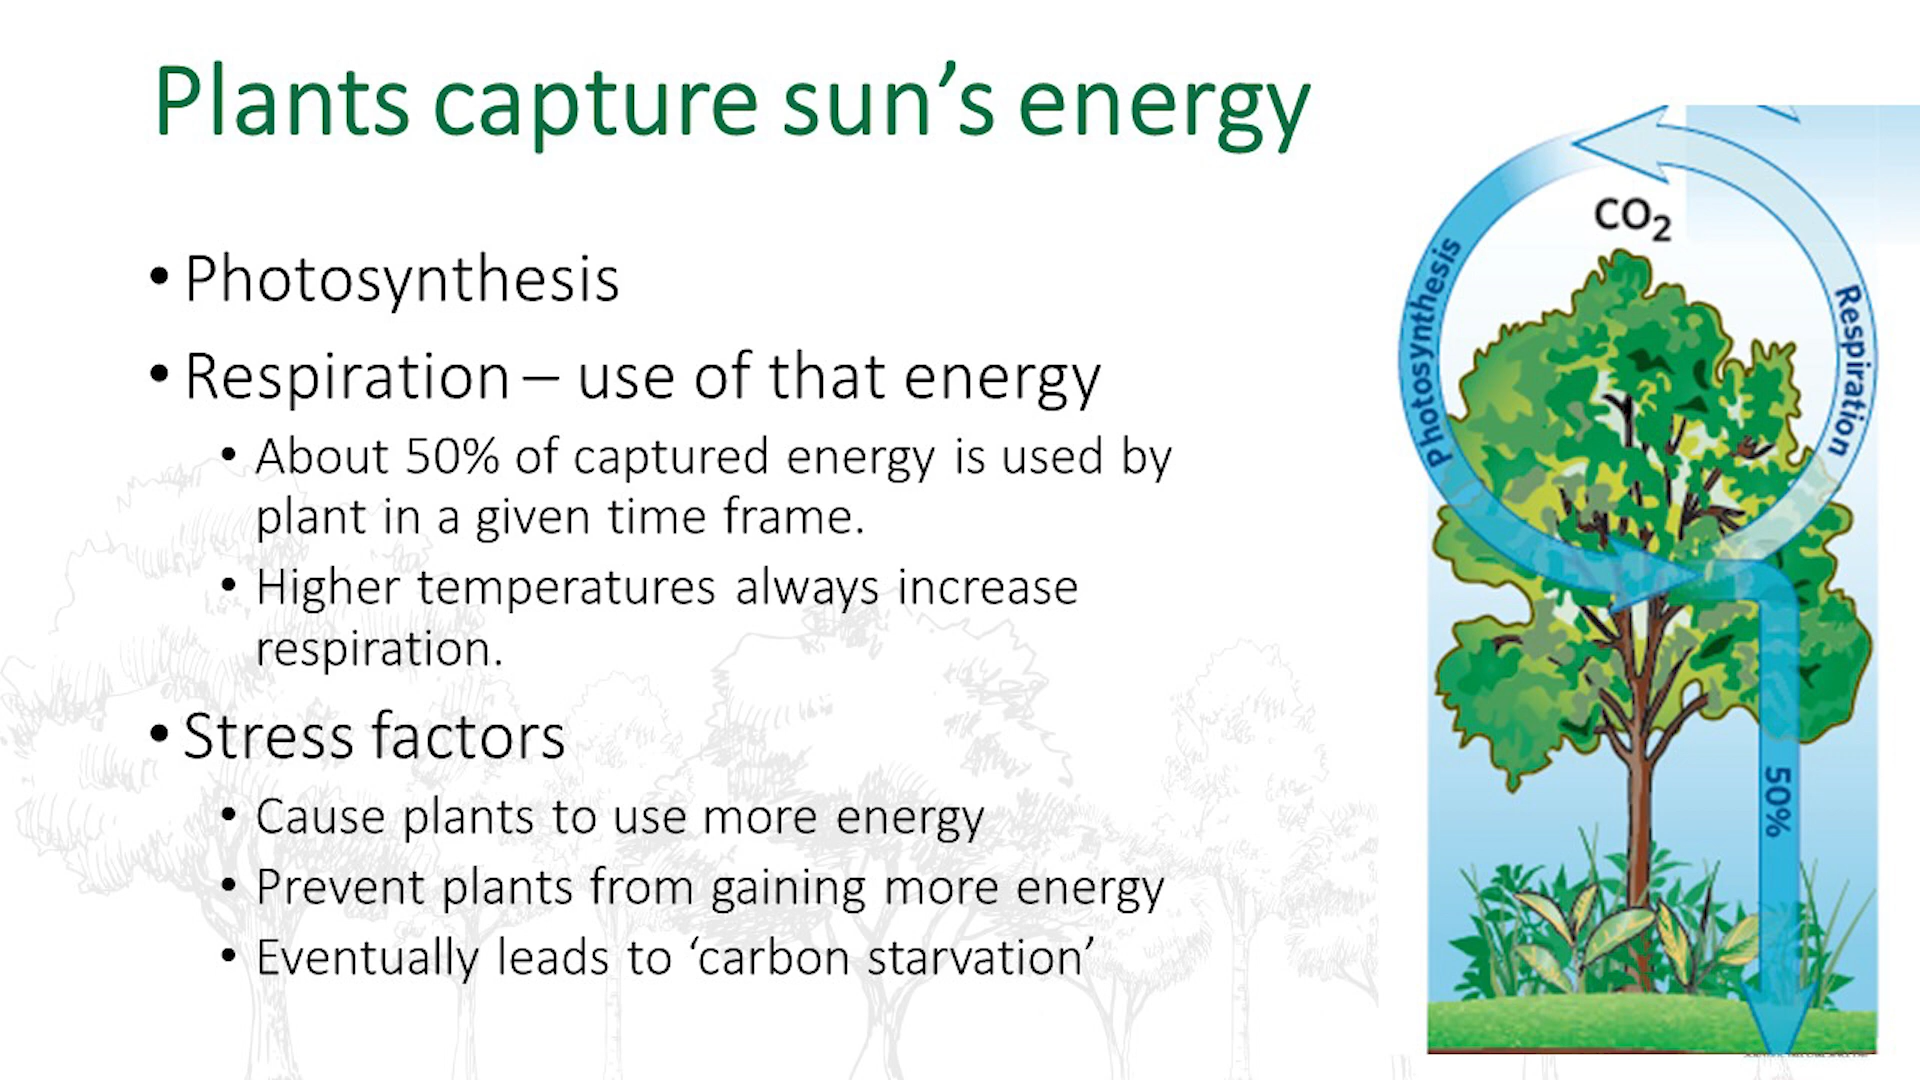 Plants capture sun’s energy
• Photosynthesis
• Respiration – use of that energy
• About 50% of captured energy is used by
plant in a given time frame.
• Higher temperatures always increase
respiration.
• Stress factors
• Cause plants to use more energy
• Prevent plants from gaining more energy
• Eventually leads to ‘carbon starvation’
CO2
Photosynthesis
Respiration
50%